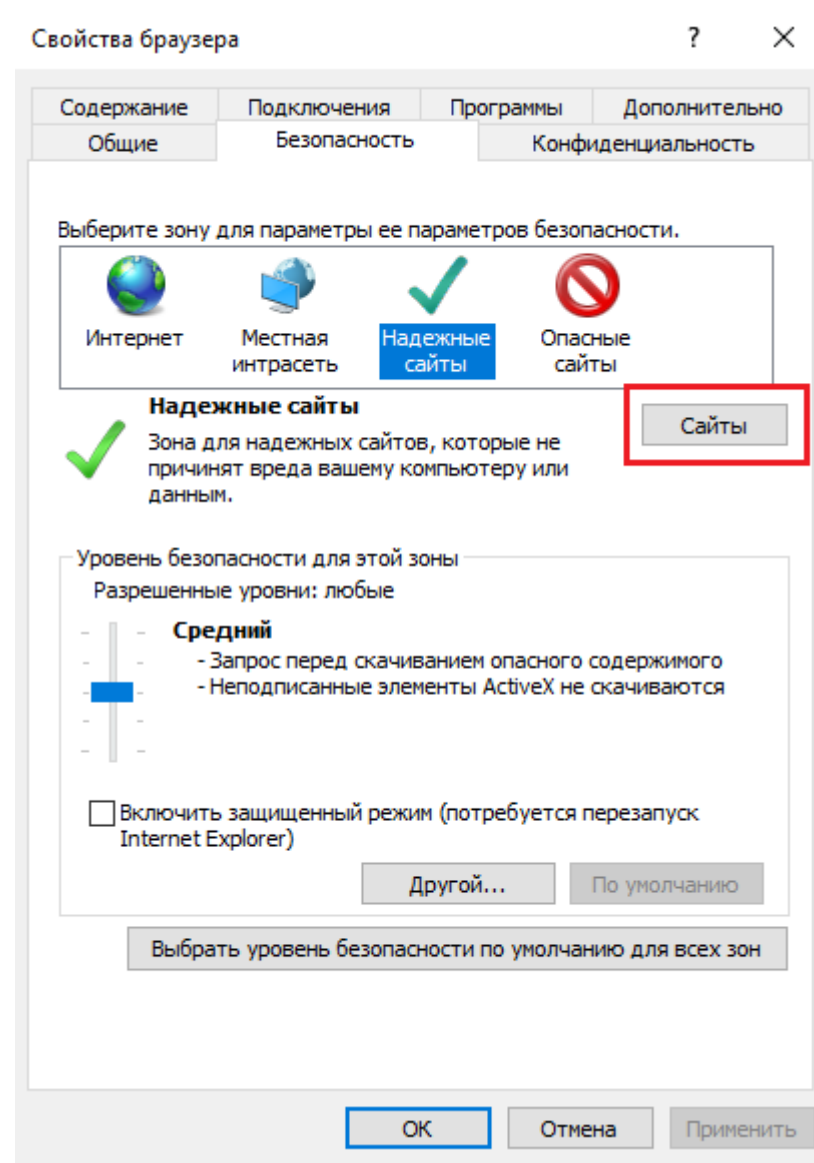 Свойства браузера ?
Содержание Подключения Программы Дополнительно
Общие Безопасность Конфиденциальность
Выберите зону для параметры ее параметров безопасности.
Интернет
Местная
интрасеть
Надежные
сайты
Опасные
сайты
Надежные сайты
Сайты
Зона для надежных сайтов, которые не
причинят вреда вашему компьютеру или
данным.
Уровень безопасности для этой зоны
Разрешенные уровни: любые
Средний
- Запрос перед скачиванием опасного содержимого
- Неподписанные элементы ActiveX не скачиваются
Включить защищенный режим (потребуется перезапуск
Internet Explorer)
Другой... По умолчанию
Выбрать уровень безопасности по умолчанию для всех зон
ОК Отмена Применить